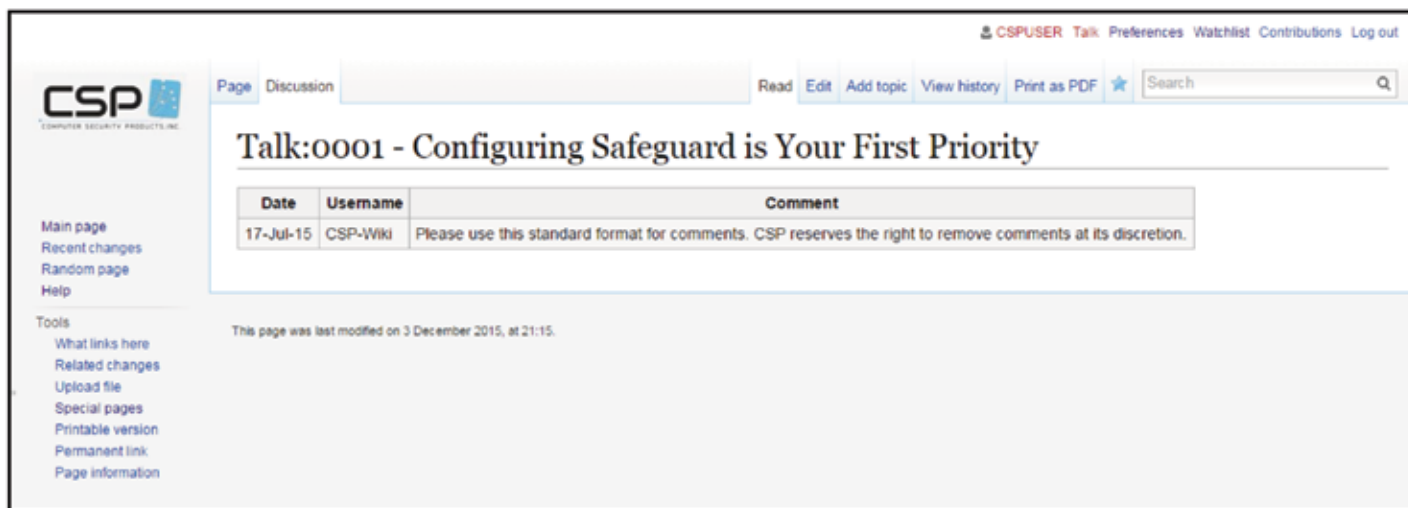 CSPUSER Talk Preferences Watchlist Contributions Log out
CSP
COMPUTER SECURITY PRODUCTS, INC.
Page Discussion Read Edit Add topic View history Print as PDF Search
Talk:0001 - Configuring Safeguard is Your First Priority
Date Username Comment
17-Jul-15 CSP-Wiki Please use this standard format for comments. CSP reserves the right to remove comments at its discretion.
Main page
Recent changes
Random page
Help
Tools
What links here
Related changes
Upload file
Special pages
Printable version
Permanent link
Page information
This page was last modified on 3 December 2015, at 21:15.